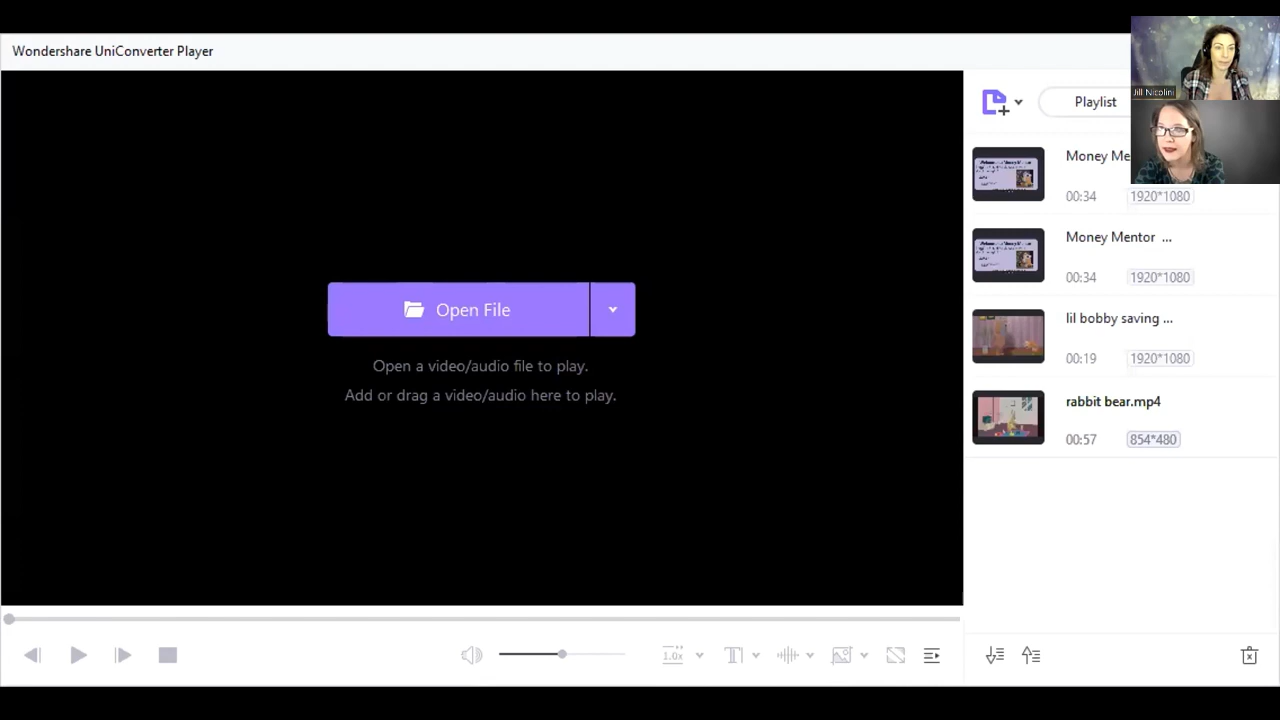 Wondershare UniConverter Player
Jill Nicolini
Playlist
Money Me
00:34 1920*1080
Money Mentor ...
00:34 1920*1080
lil bobby saving ...
00:19 1920*1080
rabbit bear.mp4
00:57 854*480
Open File
Open a video/audio file to play.
Add or drag a video/audio here to play.
1.0x